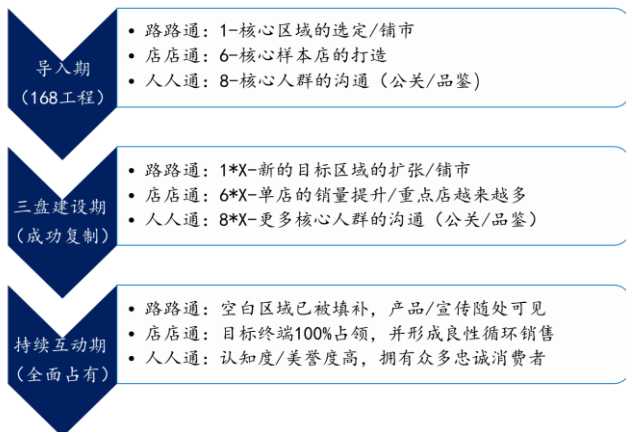 导入期
（168工程）
• 路路通：1-核心区域的选定/铺市
• 店店通：6-核心样本店的打造
• 人人通：8-核心人群的沟通（公关/品鉴）
三盘建设期
（成功复制）
• 路路通：1*X-新的目标区域的扩张/铺市
• 店店通：6*X-单店的销量提升/重点店越来越多
• 人人通：8*X-更多核心人群的沟通（公关/品鉴）
持续互动期
（全面占有）
• 路路通：空白区域已被填补，产品/宣传随处可见
• 店店通：目标终端100%占领，并形成良性循环销售
• 人人通：认知度/美誉度高，拥有众多忠诚消费者